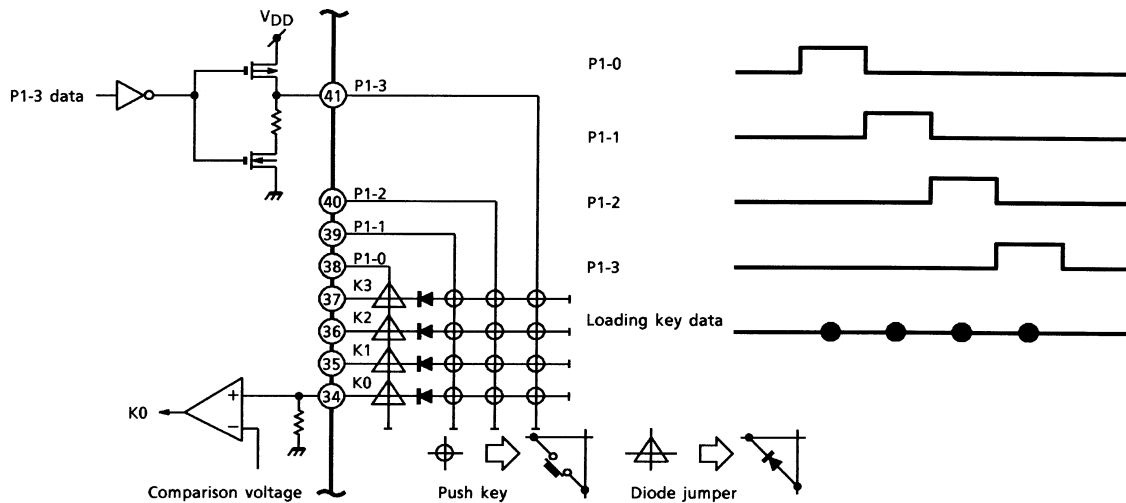 VDD
P1-3 data
41 P1-3
40 P1-2
39 P1-1
38 P1-0
37 K3
36 K2
35 K1
34 K0
+
−
K0
Comparison voltage
Push key
Diode jumper
P1-0
P1-1
P1-2
P1-3
Loading key data